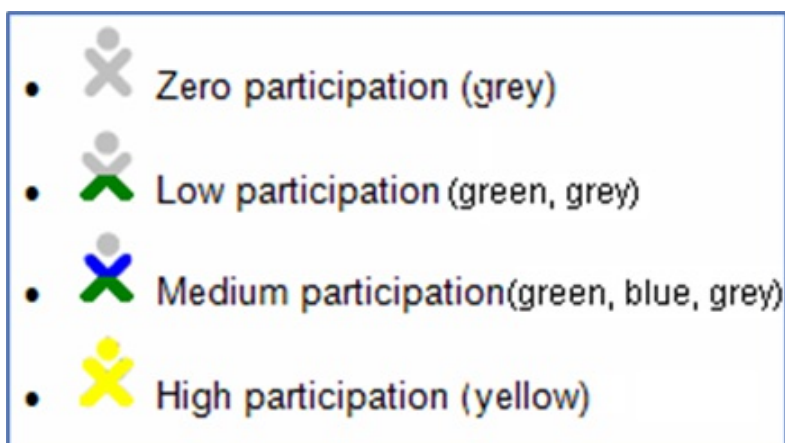 Zero participation (grey)
Low participation (green, grey)
Medium participation(green, blue, grey)
High participation (yellow)